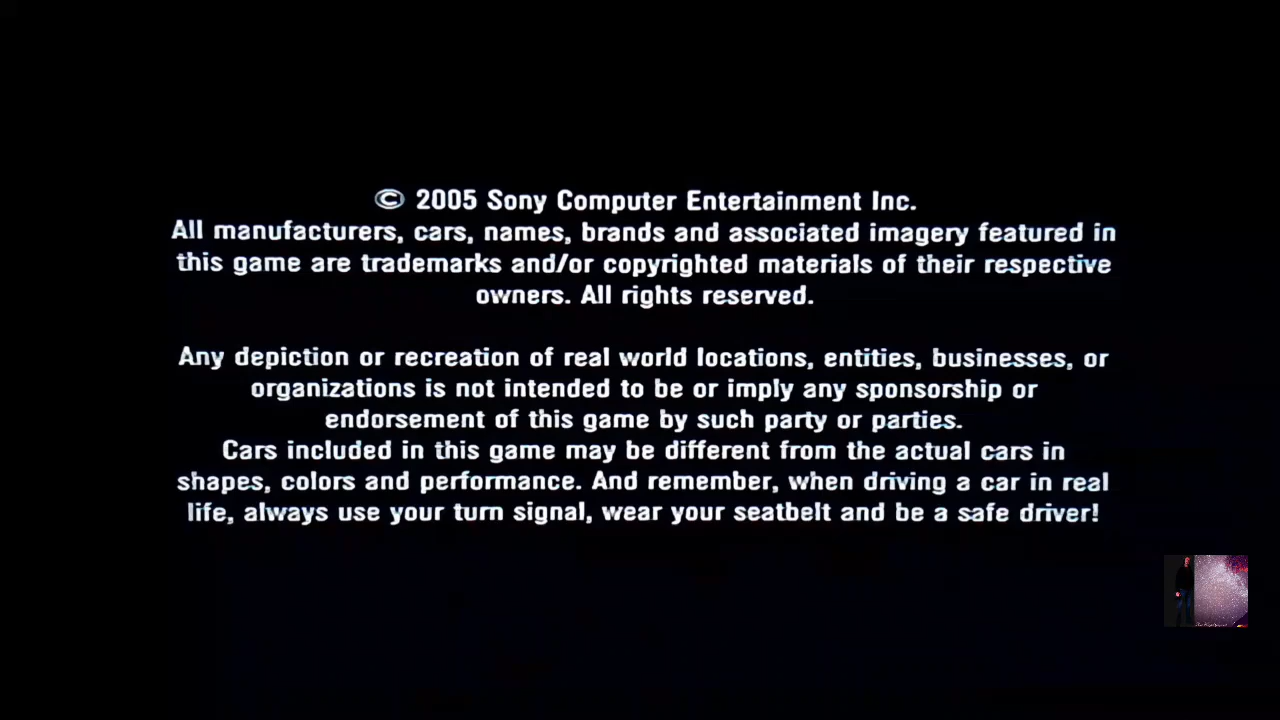 © 2005 Sony Computer Entertainment Inc.
All manufacturers, cars, names, brands and associated imagery featured in
this game are trademarks and/or copyrighted materials of their respective
owners. All rights reserved.
Any depiction or recreation of real world locations, entities, businesses, or
organizations is not intended to be or imply any sponsorship or
endorsement of this game by such party or parties.
Cars included in this game may be different from the actual cars in
shapes, colors and performance. And remember, when driving a car in real
life, always use your turn signal, wear your seatbelt and be a safe driver!